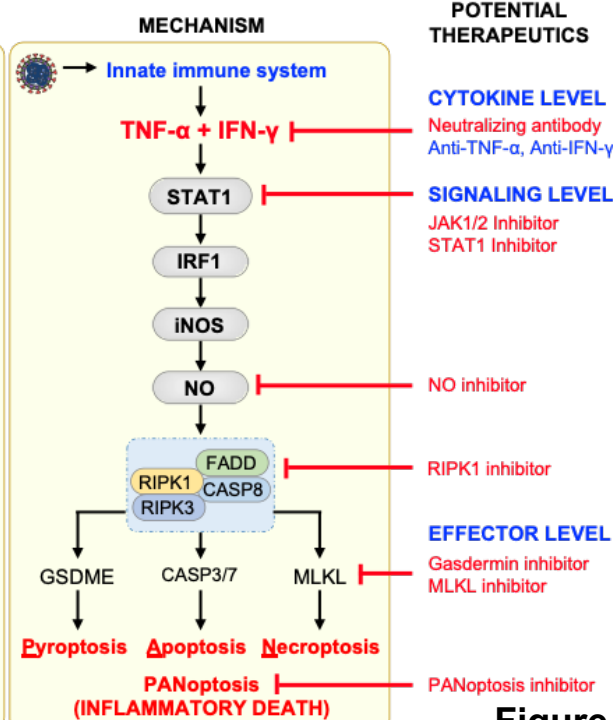 MECHANISM
POTENTIAL
THERAPEUTICS
Innate immune system
TNF-α + IFN-γ
CYTOKINE LEVEL
Neutralizing antibody
Anti-TNF-α, Anti-IFN-γ
STAT1
SIGNALING LEVEL
JAK1/2 Inhibitor
STAT1 Inhibitor
IRF1
iNOS
NO
NO inhibitor
FADD
RIPK1
CASP8
RIPK3
RIPK1 inhibitor
EFFECTOR LEVEL
Gasdermin inhibitor
MLKL inhibitor
GSDME
CASP3/7
MLKL
Pyroptosis
Apoptosis
Necroptosis
PANoptosis
PANoptosis inhibitor
(INFLAMMATORY DEATH)
Figure